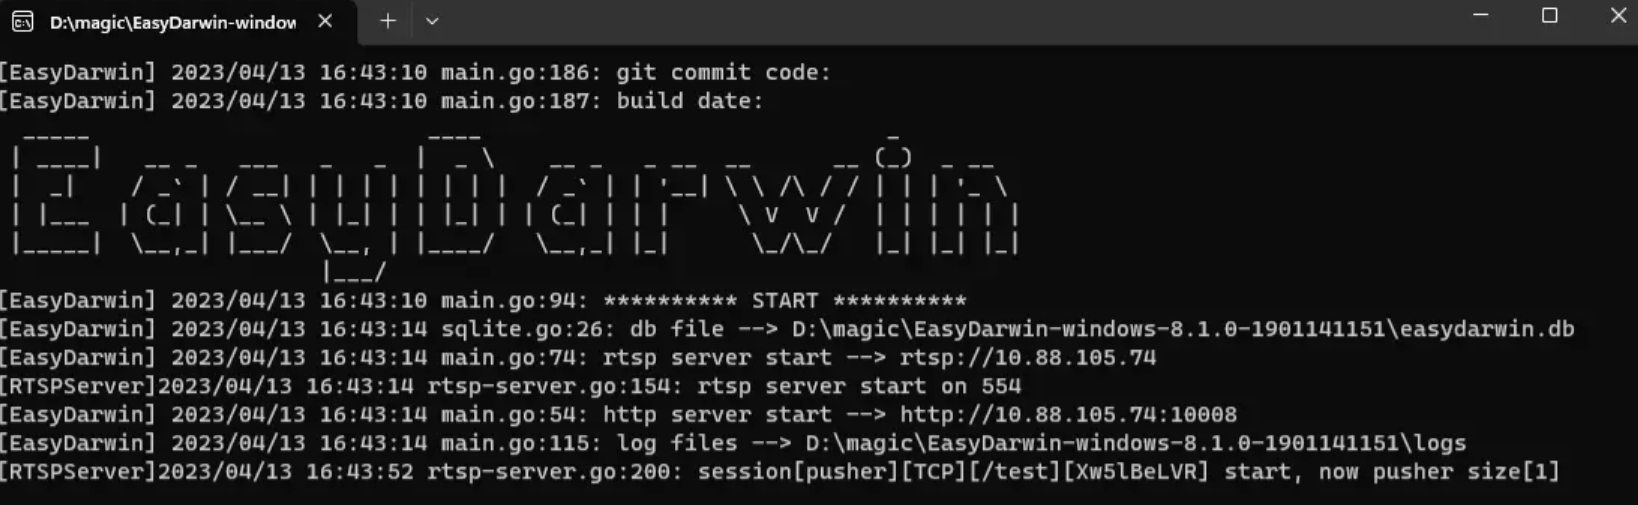 D:\magic\EasyDarwin-window
[EasyDarwin] 2023/04/13 16:43:10 main.go:186: git commit code:
[EasyDarwin] 2023/04/13 16:43:10 main.go:187: build date:
EasyDarwin
[EasyDarwin] 2023/04/13 16:43:10 main.go:94: ********** START **********
[EasyDarwin] 2023/04/13 16:43:14 sqlite.go:26: db file --> D:\magic\EasyDarwin-windows-8.1.0-1901141151\easydarwin.db
[EasyDarwin] 2023/04/13 16:43:14 main.go:74: rtsp server start --> rtsp://10.88.105.74
[RTSPServer]2023/04/13 16:43:14 rtsp-server.go:154: rtsp server start on 554
[EasyDarwin] 2023/04/13 16:43:14 main.go:54: http server start --> http://10.88.105.74:10008
[EasyDarwin] 2023/04/13 16:43:14 main.go:115: log files --> D:\magic\EasyDarwin-windows-8.1.0-1901141151\logs
[RTSPServer]2023/04/13 16:43:52 rtsp-server.go:200: session[pusher][TCP][/test][Xw5lBeLVR] start, now pusher size[1]